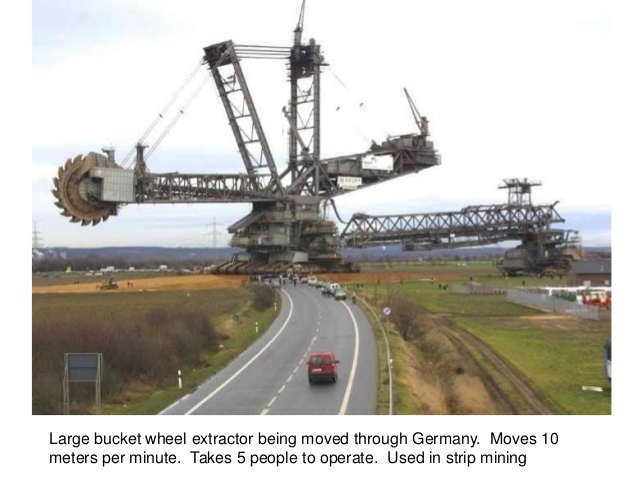 KRUPP
Large bucket wheel extractor being moved through Germany.  Moves 10
meters per minute.  Takes 5 people to operate.  Used in strip mining